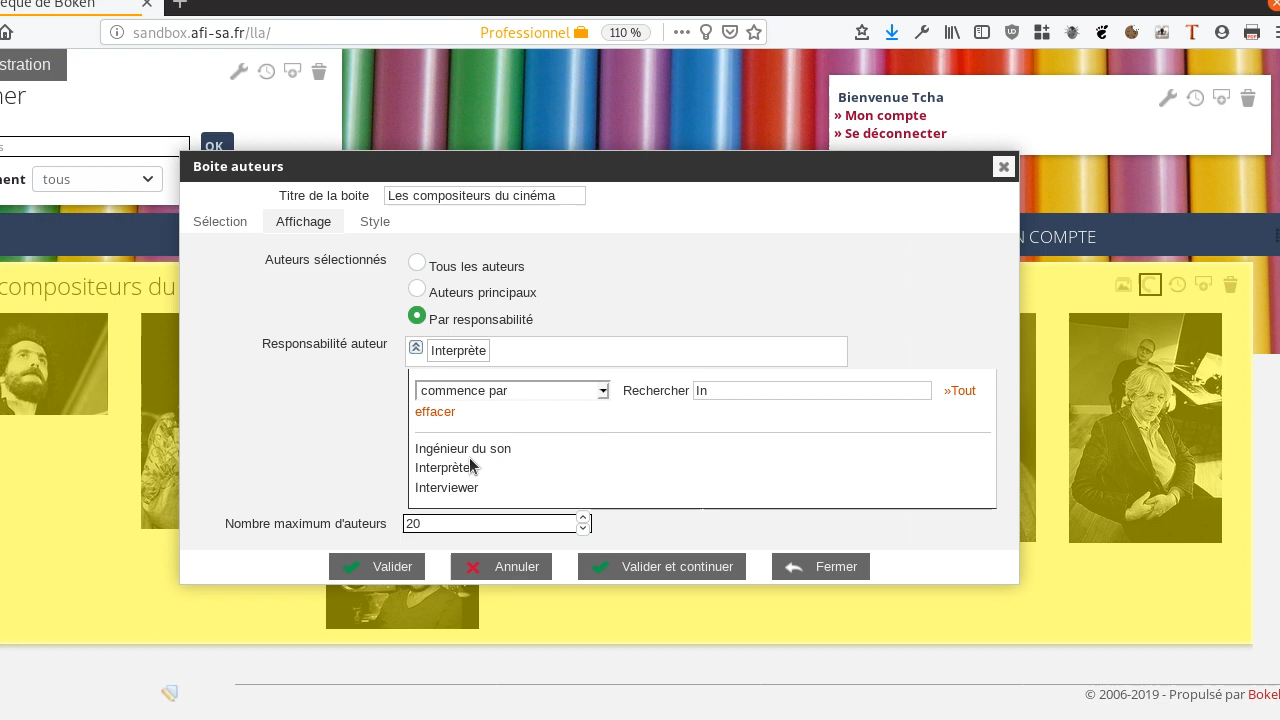 èque de Boken
sandbox.afi-sa.fr/lla/
Professionnel
110 %
stration
her
OK
ment
tous
Bienvenue Tcha
» Mon compte
» Se déconnecter
N COMPTE
compositeurs du
Boite auteurs
Titre de la boite
Les compositeurs du cinéma
Sélection
Affichage
Style
Auteurs sélectionnés
Tous les auteurs
Auteurs principaux
Par responsabilité
Responsabilité auteur
Interprète
commence par
Rechercher
In
»Tout
effacer
Ingénieur du son
Interprète
Interviewer
Nombre maximum d'auteurs
20
Valider
Annuler
Valider et continuer
Fermer
© 2006-2019 - Propulsé par Bokeh